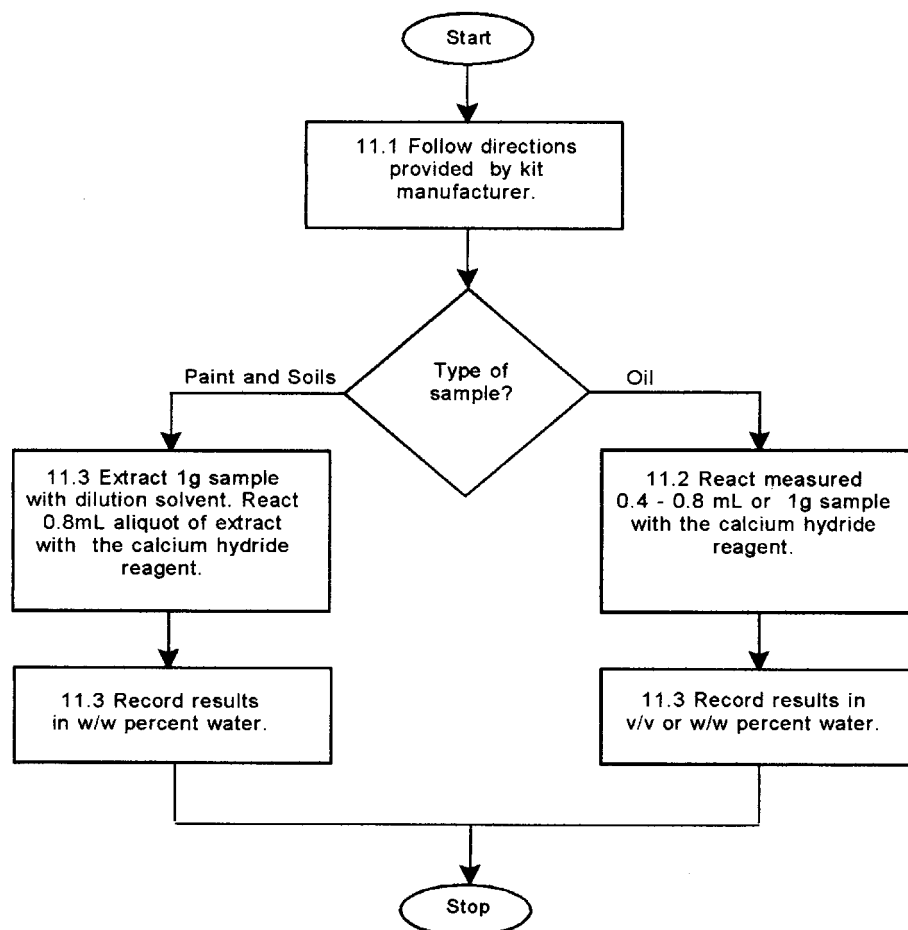 Start
11.1 Follow directions
provided by kit
manufacturer.
Type of
sample?
Paint and Soils
Oil
11.3 Extract 1g sample
with dilution solvent. React
0.8mL aliquot of extract
with the calcium hydride
reagent.
11.2 React measured
0.4 - 0.8 mL or 1g sample
with the calcium hydride
reagent.
11.3 Record results
in w/w percent water.
11.3 Record results in
v/v or w/w percent water.
Stop